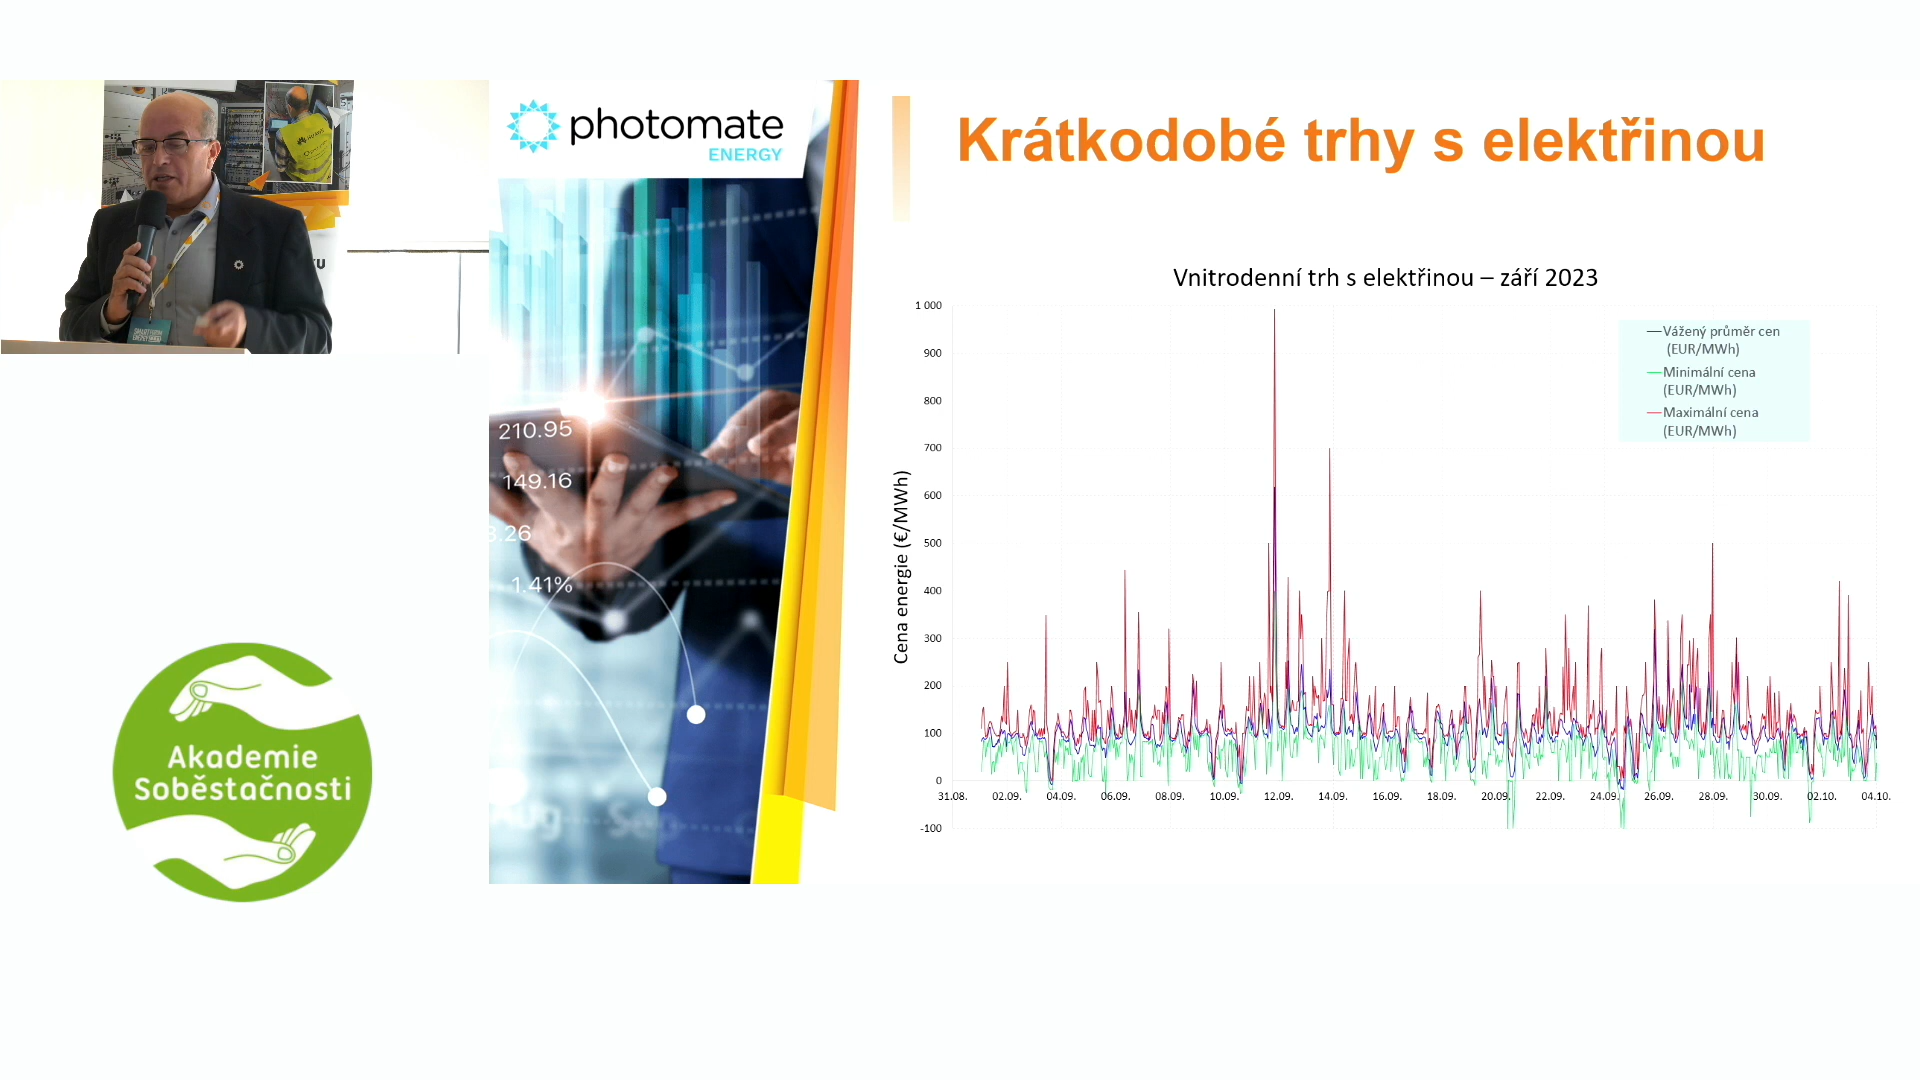 photomate
ENERGY
Krátkodobé trhy s elektřinou
210.95
149.16
3.26
1.41%
Aug
Vnitrodenní trh s elektřinou – září 2023
Cena energie (€/MWh)
1 000
900
800
700
600
500
400
300
200
100
0
-100
31.08.
02.09.
04.09.
06.09.
08.09.
10.09.
12.09.
14.09.
16.09.
18.09.
20.09.
22.09.
24.09.
26.09.
28.09.
30.09.
02.10.
04.10.
Vážený průměr cen
(EUR/MWh)
Minimální cena
(EUR/MWh)
Maximální cena
(EUR/MWh)
Akademie
Soběstačnosti